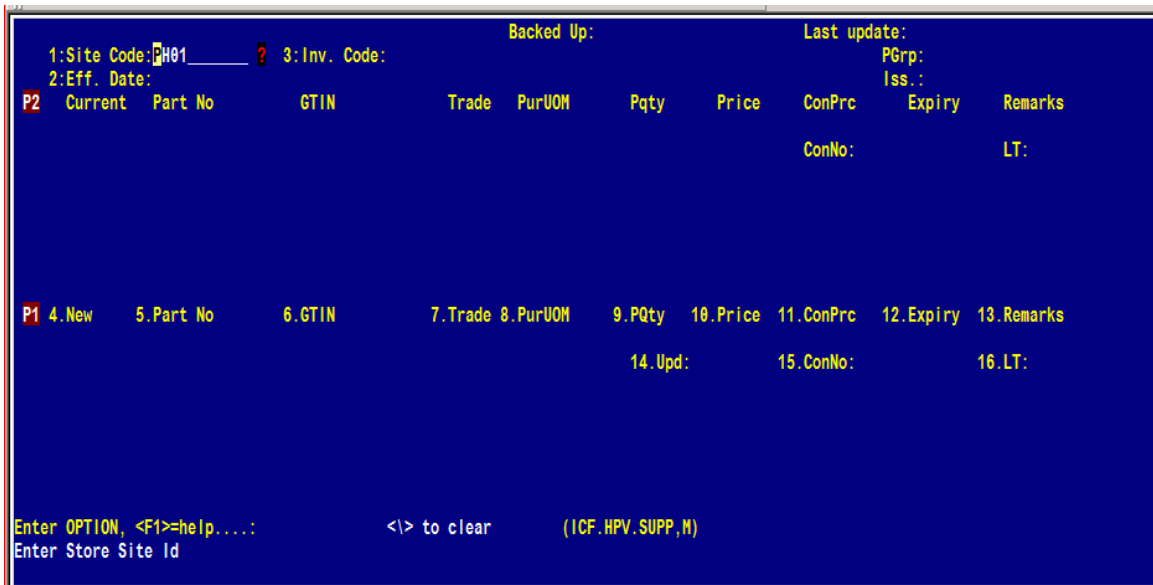 Backed Up: Last update:
1:Site Code:PH01______ ? 3:Inv. Code: PGrp:
2:Eff. Date: Iss.:
P2 Current Part No GTIN Trade PurUOM Pqty Price ConPrc Expiry Remarks
ConNo: LT:
P1 4.New 5.Part No 6.GTIN 7.Trade 8.PurUOM 9.PQty 10.Price 11.ConPrc 12.Expiry 13.Remarks
14.Upd: 15.ConNo: 16.LT:
Enter OPTION, <F1>=help....: <\> to clear (ICF.HPV.SUPP,M)
Enter Store Site Id